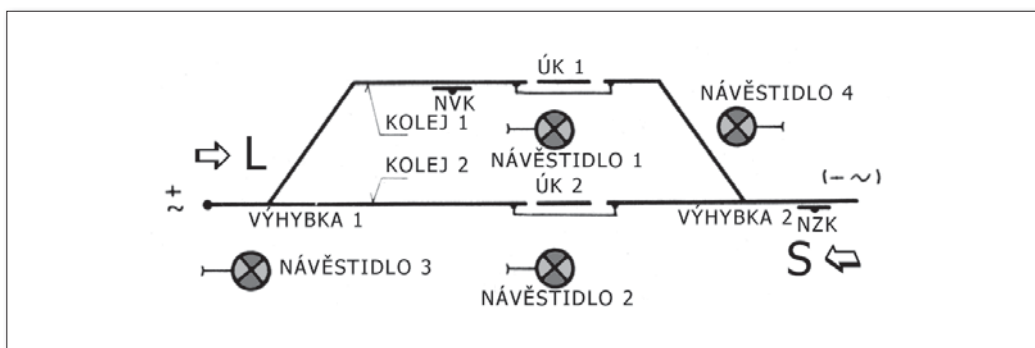 ÚK 1
NÁVĚSTIDLO 4
NVK
KOLEJ 1
NÁVĚSTIDLO 1
L
KOLEJ 2
ÚK 2
(− ~)
~ +
VÝHYBKA 1
VÝHYBKA 2
NZK
NÁVĚSTIDLO 3
S
NÁVĚSTIDLO 2